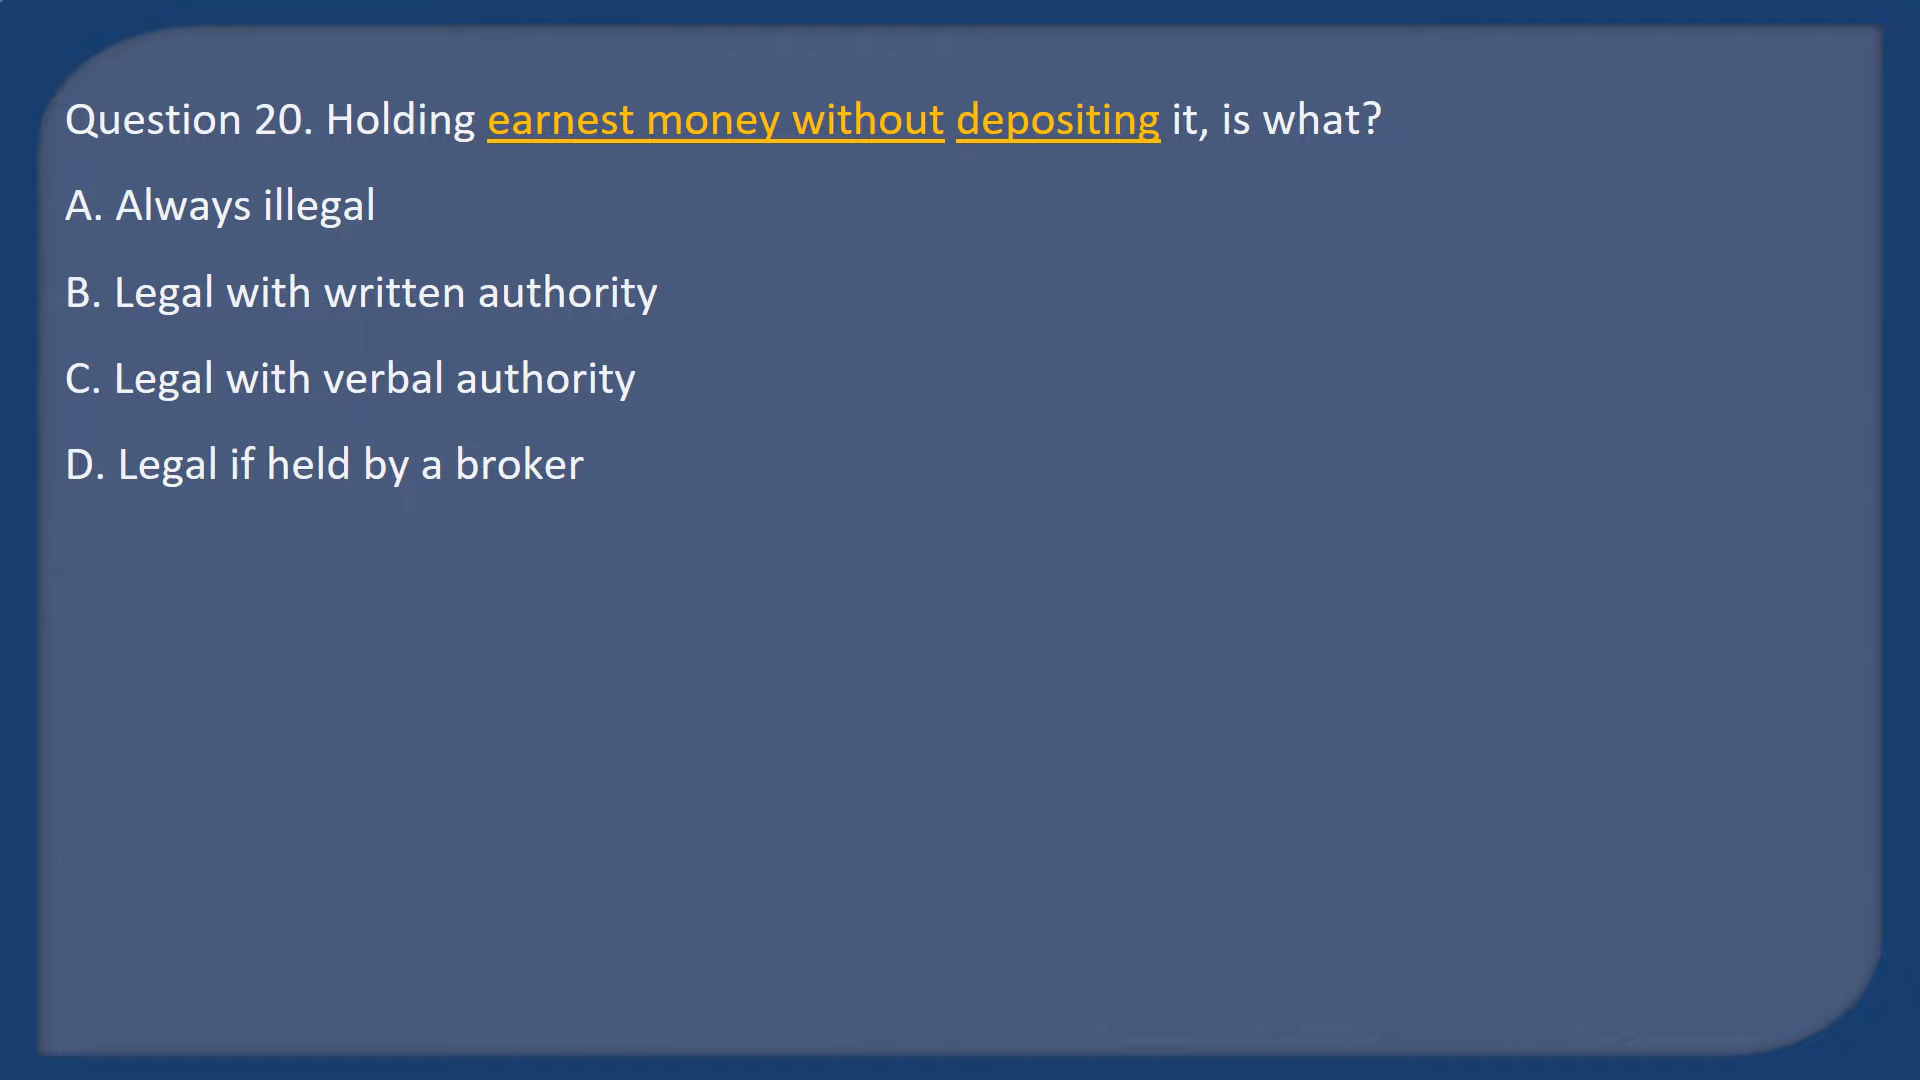 Question 20. Holding earnest money without depositing it, is what?
A. Always illegal
B. Legal with written authority
C. Legal with verbal authority
D. Legal if held by a broker